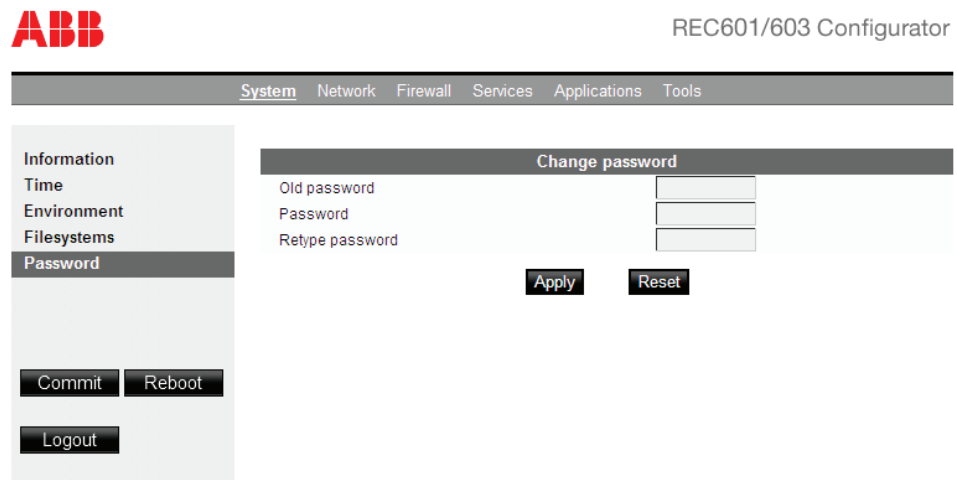 ABB
REC601/603 Configurator
System Network Firewall Services Applications Tools
Information
Time
Environment
Filesystems
Password
Change password
Old password
Password
Retype password
Apply Reset
Commit Reboot
Logout